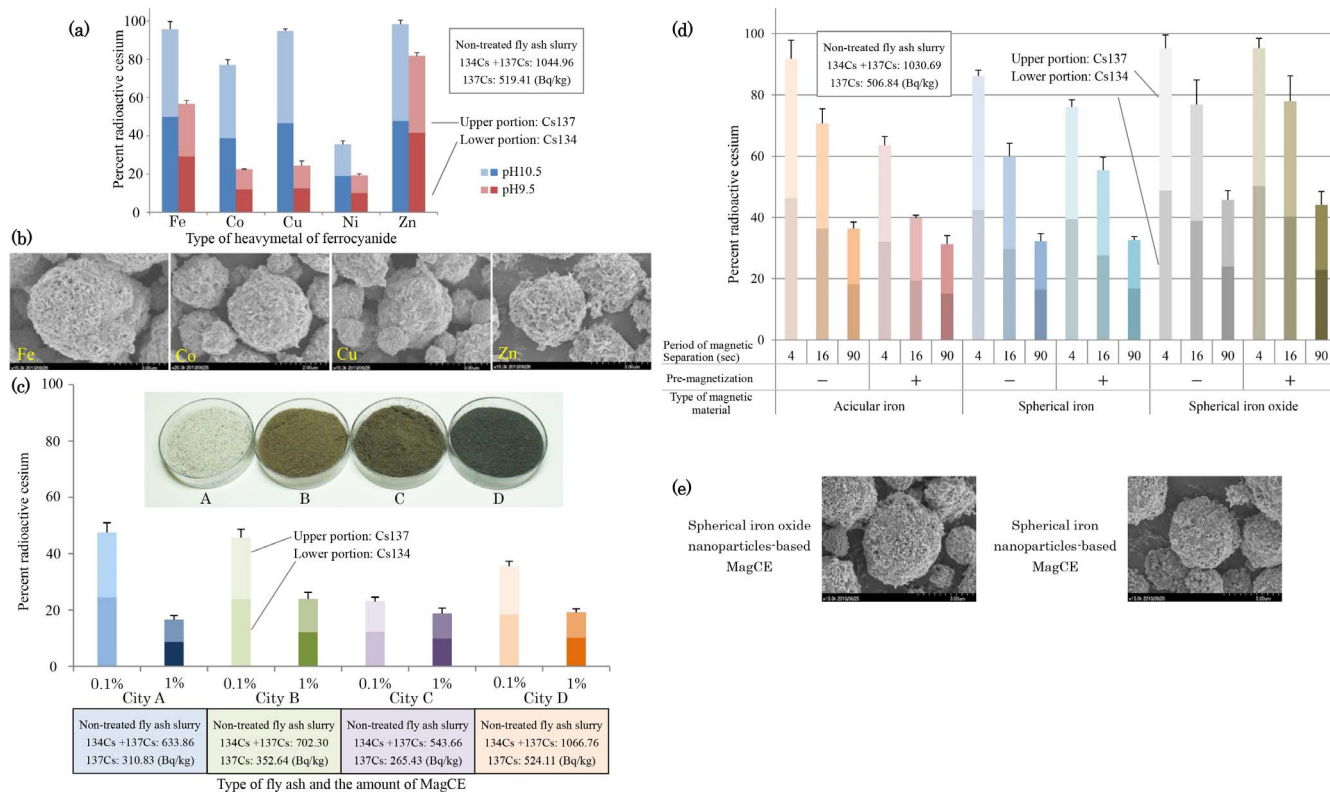 (a)
100
80
60
40
20
0
Percent radioactive cesium
Non-treated fly ash slurry
134Cs +137Cs: 1044.96
137Cs: 519.41 (Bq/kg)
Upper portion: Cs137
Lower portion: Cs134
pH10.5
pH9.5
Fe Co Cu Ni Zn
Type of heavymetal of ferrocyanide
(b)
Fe
Co
Cu
Zn
(c)
100
80
60
40
20
0
Percent radioactive cesium
A B C D
Upper portion: Cs137
Lower portion: Cs134
0.1% 1% 0.1% 1% 0.1% 1% 0.1% 1%
City A City B City C City D
Non-treated fly ash slurry
134Cs +137Cs: 633.86
137Cs: 310.83 (Bq/kg)
Non-treated fly ash slurry
134Cs +137Cs: 702.30
137Cs: 352.64 (Bq/kg)
Non-treated fly ash slurry
134Cs +137Cs: 543.66
137Cs: 265.43 (Bq/kg)
Non-treated fly ash slurry
134Cs +137Cs: 1066.76
137Cs: 524.11 (Bq/kg)
Type of fly ash and the amount of MagCE
(d)
100
80
60
40
20
0
Percent radioactive cesium
Non-treated fly ash slurry
134Cs +137Cs: 1030.69
137Cs: 506.84 (Bq/kg)
Upper portion: Cs137
Lower portion: Cs134
Period of magnetic
Separation (sec)
4 16 90 4 16 90 4 16 90 4 16 90 4 16 90 4 16 90
Pre-magnetization
− + − + − +
Type of magnetic
material
Acicular iron Spherical iron Spherical iron oxide
(e)
Spherical iron oxide
nanoparticles-based
MagCE
Spherical iron
nanoparticles-based
MagCE